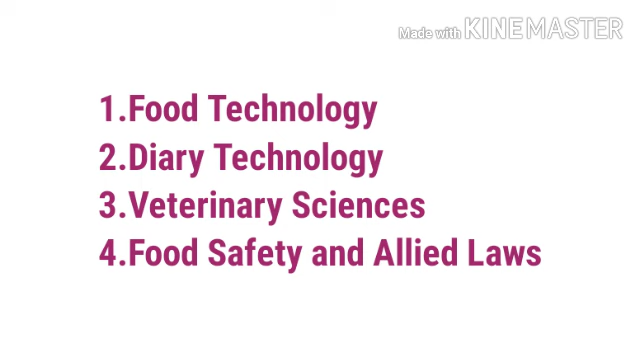 Made with KINEMASTER
1.Food Technology
2.Diary Technology
3.Veterinary Sciences
4.Food Safety and Allied Laws